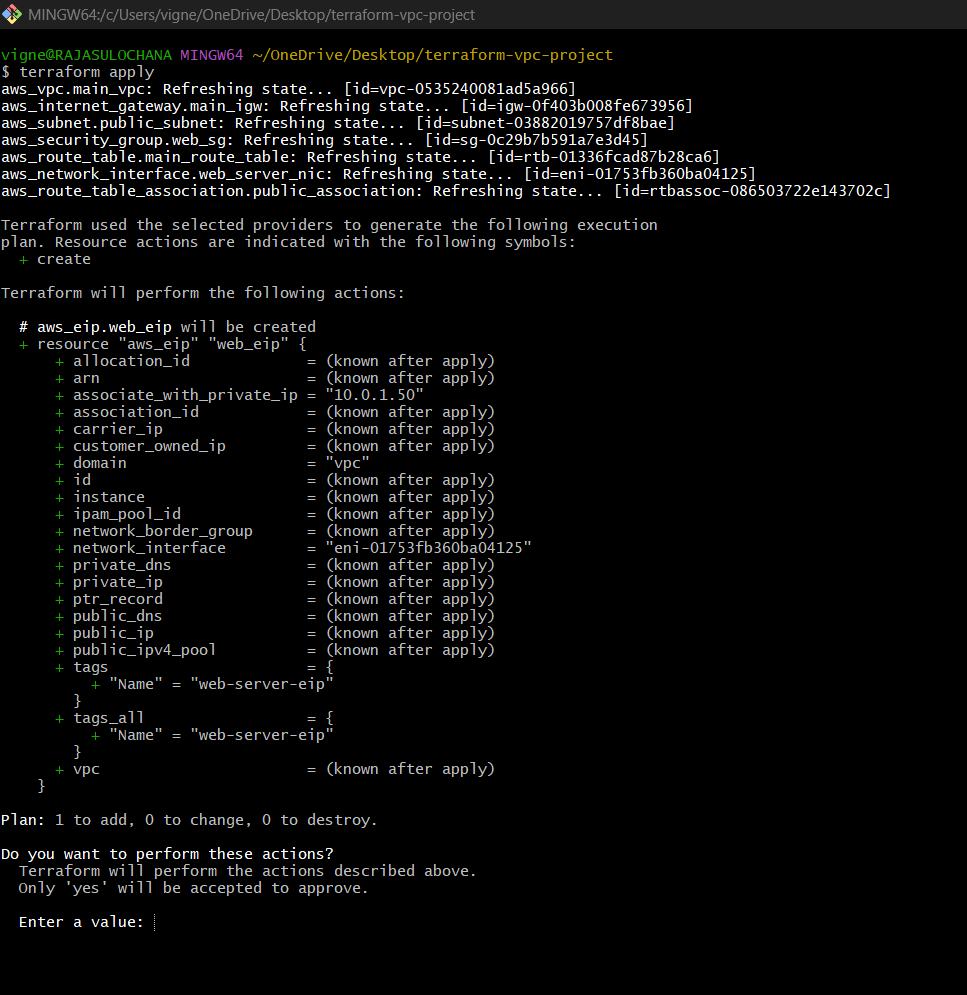 MINGW64:/c/Users/vigne/OneDrive/Desktop/terraform-vpc-project
vigne@RAJASULOCHANA MINGW64 ~/OneDrive/Desktop/terraform-vpc-project
$ terraform apply
aws_vpc.main_vpc: Refreshing state... [id=vpc-0535240081ad5a966]
aws_internet_gateway.main_igw: Refreshing state... [id=igw-0f403b008fe673956]
aws_subnet.public_subnet: Refreshing state... [id=subnet-03882019757df8bae]
aws_security_group.web_sg: Refreshing state... [id=sg-0c29b7b591a7e3d45]
aws_route_table.main_route_table: Refreshing state... [id=rtb-01336fcad87b28ca6]
aws_network_interface.web_server_nic: Refreshing state... [id=eni-01753fb360ba04125]
aws_route_table_association.public_association: Refreshing state... [id=rtbassoc-086503722e143702c]

Terraform used the selected providers to generate the following execution
plan. Resource actions are indicated with the following symbols:
  + create

Terraform will perform the following actions:

  # aws_eip.web_eip will be created
  + resource "aws_eip" "web_eip" {
      + allocation_id             = (known after apply)
      + arn                       = (known after apply)
      + associate_with_private_ip = "10.0.1.50"
      + association_id            = (known after apply)
      + carrier_ip                = (known after apply)
      + customer_owned_ip         = (known after apply)
      + domain                    = "vpc"
      + id                        = (known after apply)
      + instance                  = (known after apply)
      + ipam_pool_id              = (known after apply)
      + network_border_group      = (known after apply)
      + network_interface         = "eni-01753fb360ba04125"
      + private_dns               = (known after apply)
      + private_ip                = (known after apply)
      + ptr_record                = (known after apply)
      + public_dns                = (known after apply)
      + public_ip                 = (known after apply)
      + public_ipv4_pool          = (known after apply)
      + tags                      = {
          + "Name" = "web-server-eip"
        }
      + tags_all                  = {
          + "Name" = "web-server-eip"
        }
      + vpc                       = (known after apply)
    }

Plan: 1 to add, 0 to change, 0 to destroy.

Do you want to perform these actions?
  Terraform will perform the actions described above.
  Only 'yes' will be accepted to approve.

  Enter a value: